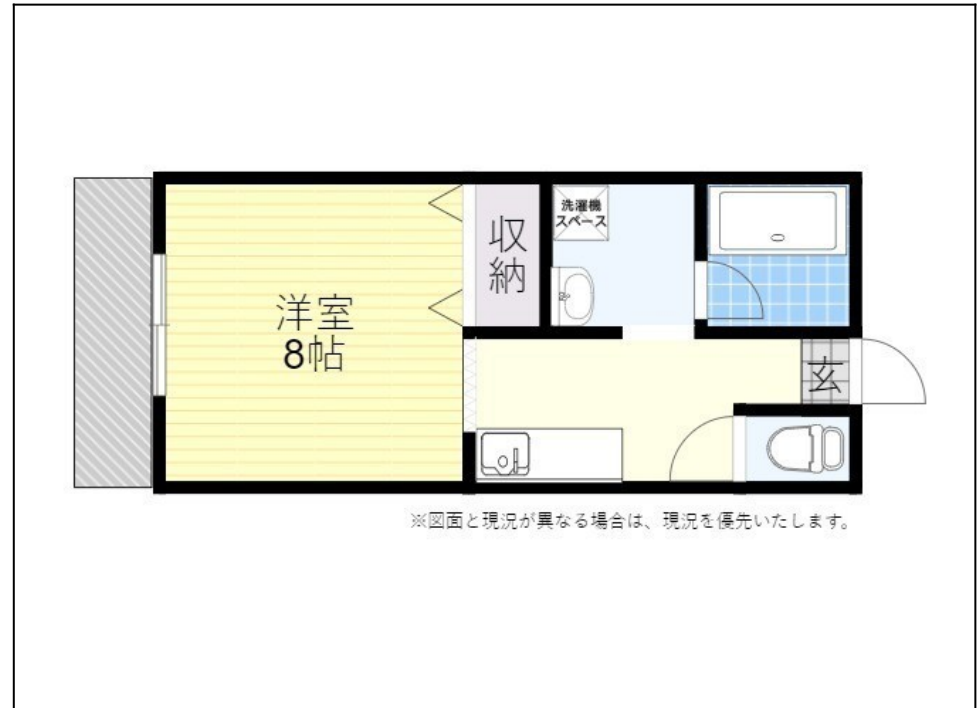 洗濯機
スペース
収
納
洋室
8帖
玄
※図面と現況が異なる場合は、現況を優先いたします。